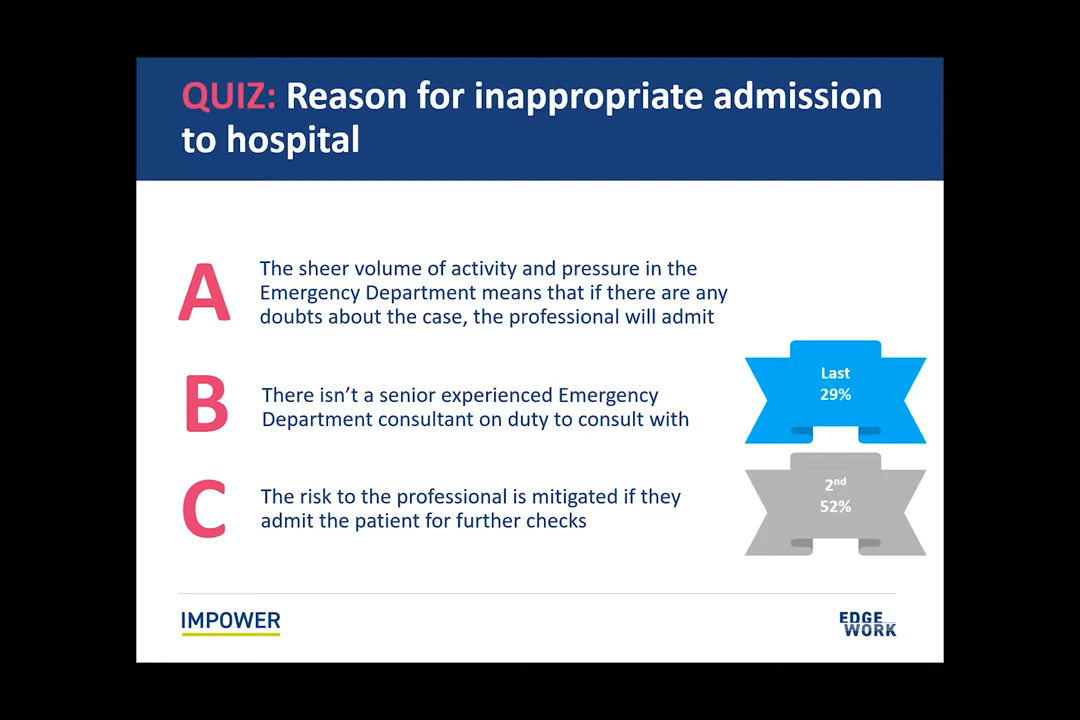 QUIZ: Reason for inappropriate admission
to hospital
A
The sheer volume of activity and pressure in the
Emergency Department means that if there are any
doubts about the case, the professional will admit
B
There isn’t a senior experienced Emergency
Department consultant on duty to consult with
Last
29%
C
The risk to the professional is mitigated if they
admit the patient for further checks
2nd
52%
IMPOWER
EDGE
WORK